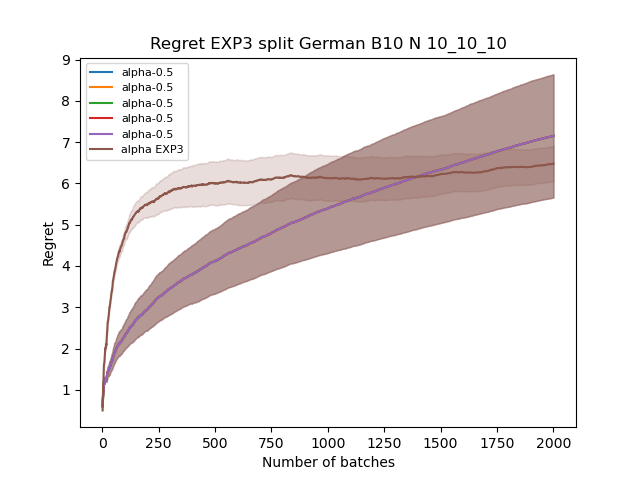 Regret EXP3 split German B10 N 10_10_10
alpha-0.5
alpha-0.5
alpha-0.5
alpha-0.5
alpha-0.5
alpha EXP3
9
8
7
6
5
4
3
2
1
Regret
0 250 500 750 1000 1250 1500 1750 2000
Number of batches